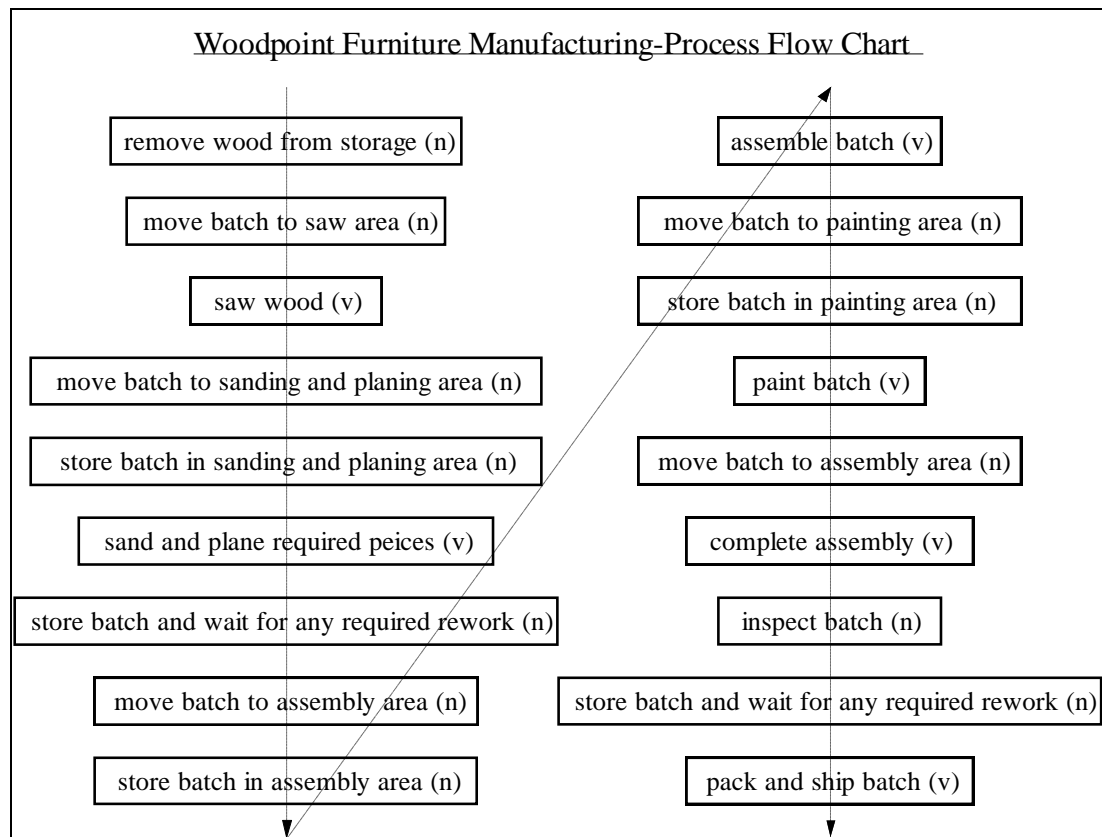 Woodpoint Furniture Manufacturing-Process Flow Chart
remove wood from storage (n)
move batch to saw area (n)
saw wood (v)
move batch to sanding and planing area (n)
store batch in sanding and planing area (n)
sand and plane required peices (v)
store batch and wait for any required rework (n)
move batch to assembly area (n)
store batch in assembly area (n)
assemble batch (v)
move batch to painting area (n)
store batch in painting area (n)
paint batch (v)
move batch to assembly area (n)
complete assembly (v)
inspect batch (n)
store batch and wait for any required rework (n)
pack and ship batch (v)